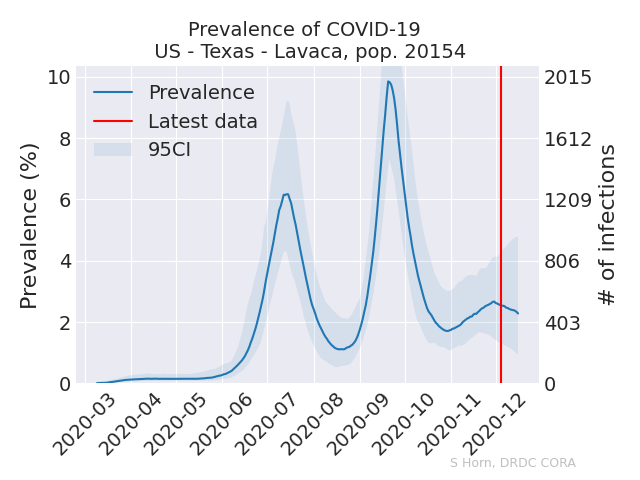 Prevalence of COVID-19
US - Texas - Lavaca, pop. 20154
Prevalence
Latest data
95CI
Prevalence (%)
10
8
6
4
2
0
2015
1612
1209
806
403
0
# of infections
2020-03
2020-04
2020-05
2020-06
2020-07
2020-08
2020-09
2020-10
2020-11
2020-12
S Horn, DRDC CORA